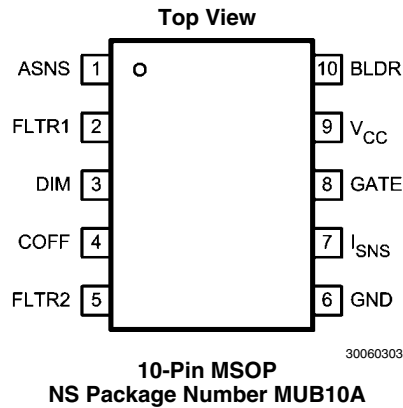 Top View
ASNS 1 10 BLDR
FLTR1 2 9 VCC
DIM 3 8 GATE
COFF 4 7 ISNS
FLTR2 5 6 GND
30060303
10-Pin MSOP
NS Package Number MUB10A